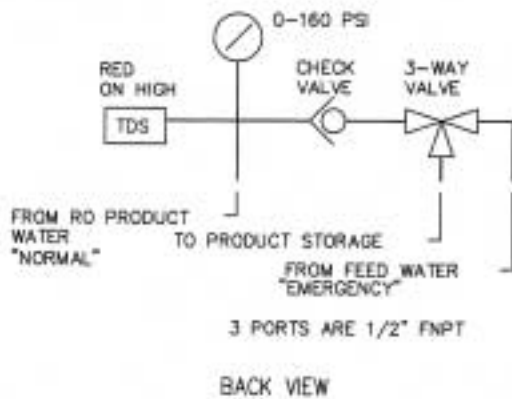 0-160 PSI
RED
ON HIGH
CHECK
VALVE
3-WAY
VALVE
TDS
FROM RO PRODUCT
WATER
"NORMAL"
TO PRODUCT STORAGE
FROM FEED WATER
"EMERGENCY"
3 PORTS ARE 1/2" FNPT
BACK VIEW